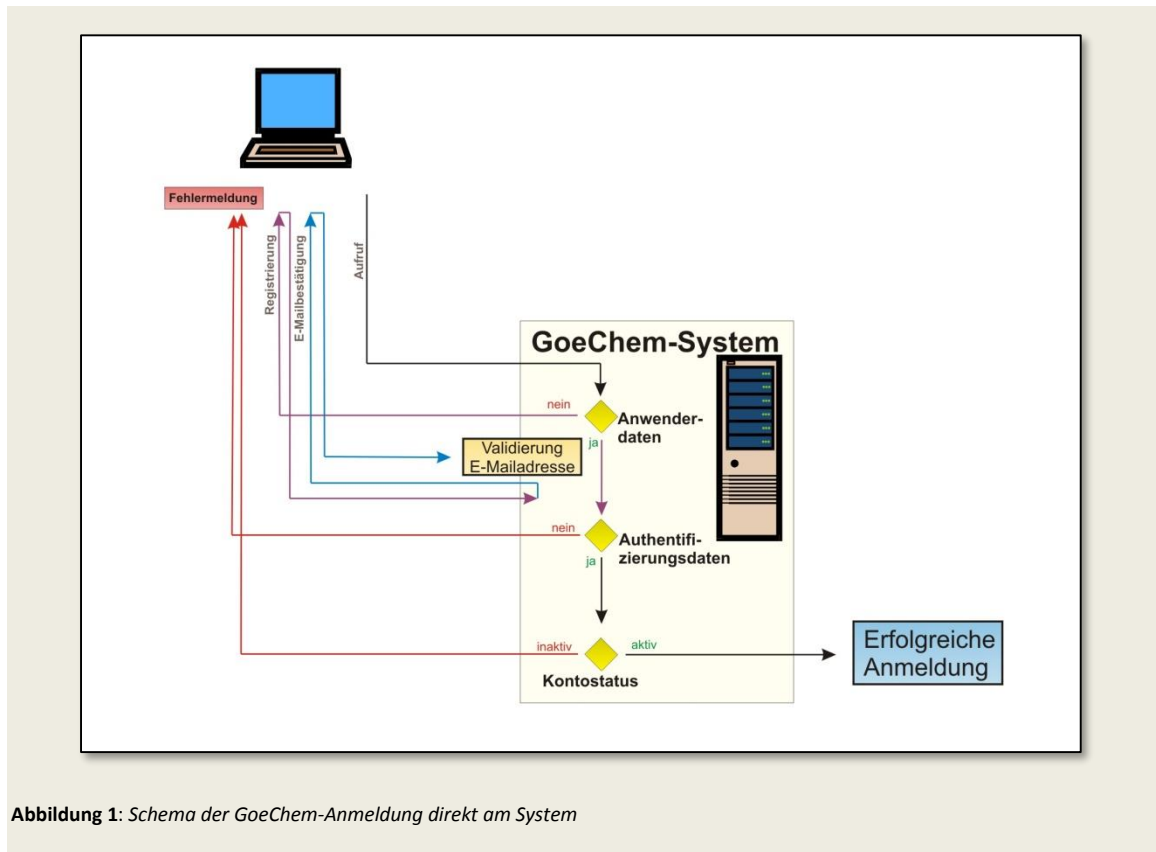 Fehlermeldung
Registrierung
E-Mailbestätigung
Aufruf
GoeChem-System
nein
Anwender-
daten
ja
Validierung
E-Mailadresse
nein
Authentifi-
zierungsdaten
ja
inaktiv
aktiv
Kontostatus
Erfolgreiche
Anmeldung
Abbildung 1: Schema der GoeChem-Anmeldung direkt am System